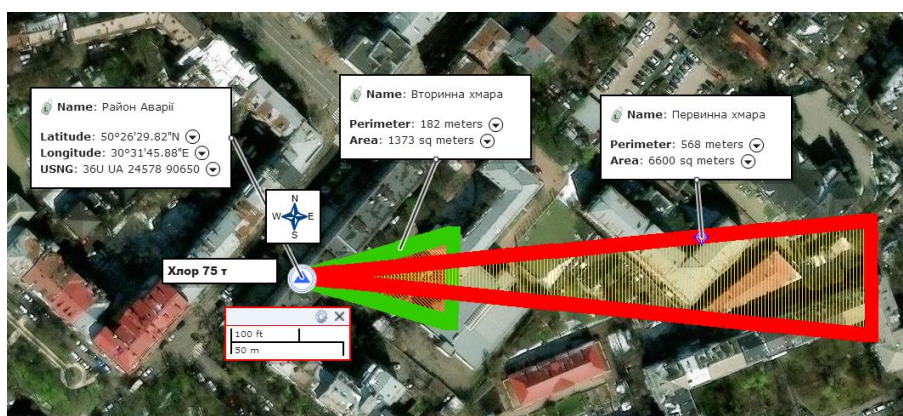 Name: Район Аварії
Latitude: 50°26'29.82"N
Longitude: 30°31'45.88"E
USNG: 36U UA 24578 90650
Name: Вторинна хмара
Perimeter: 182 meters
Area: 1373 sq meters
Name: Первинна хмара
Perimeter: 568 meters
Area: 6600 sq meters
N
W E
S
Хлор 75 т
100 ft
50 m